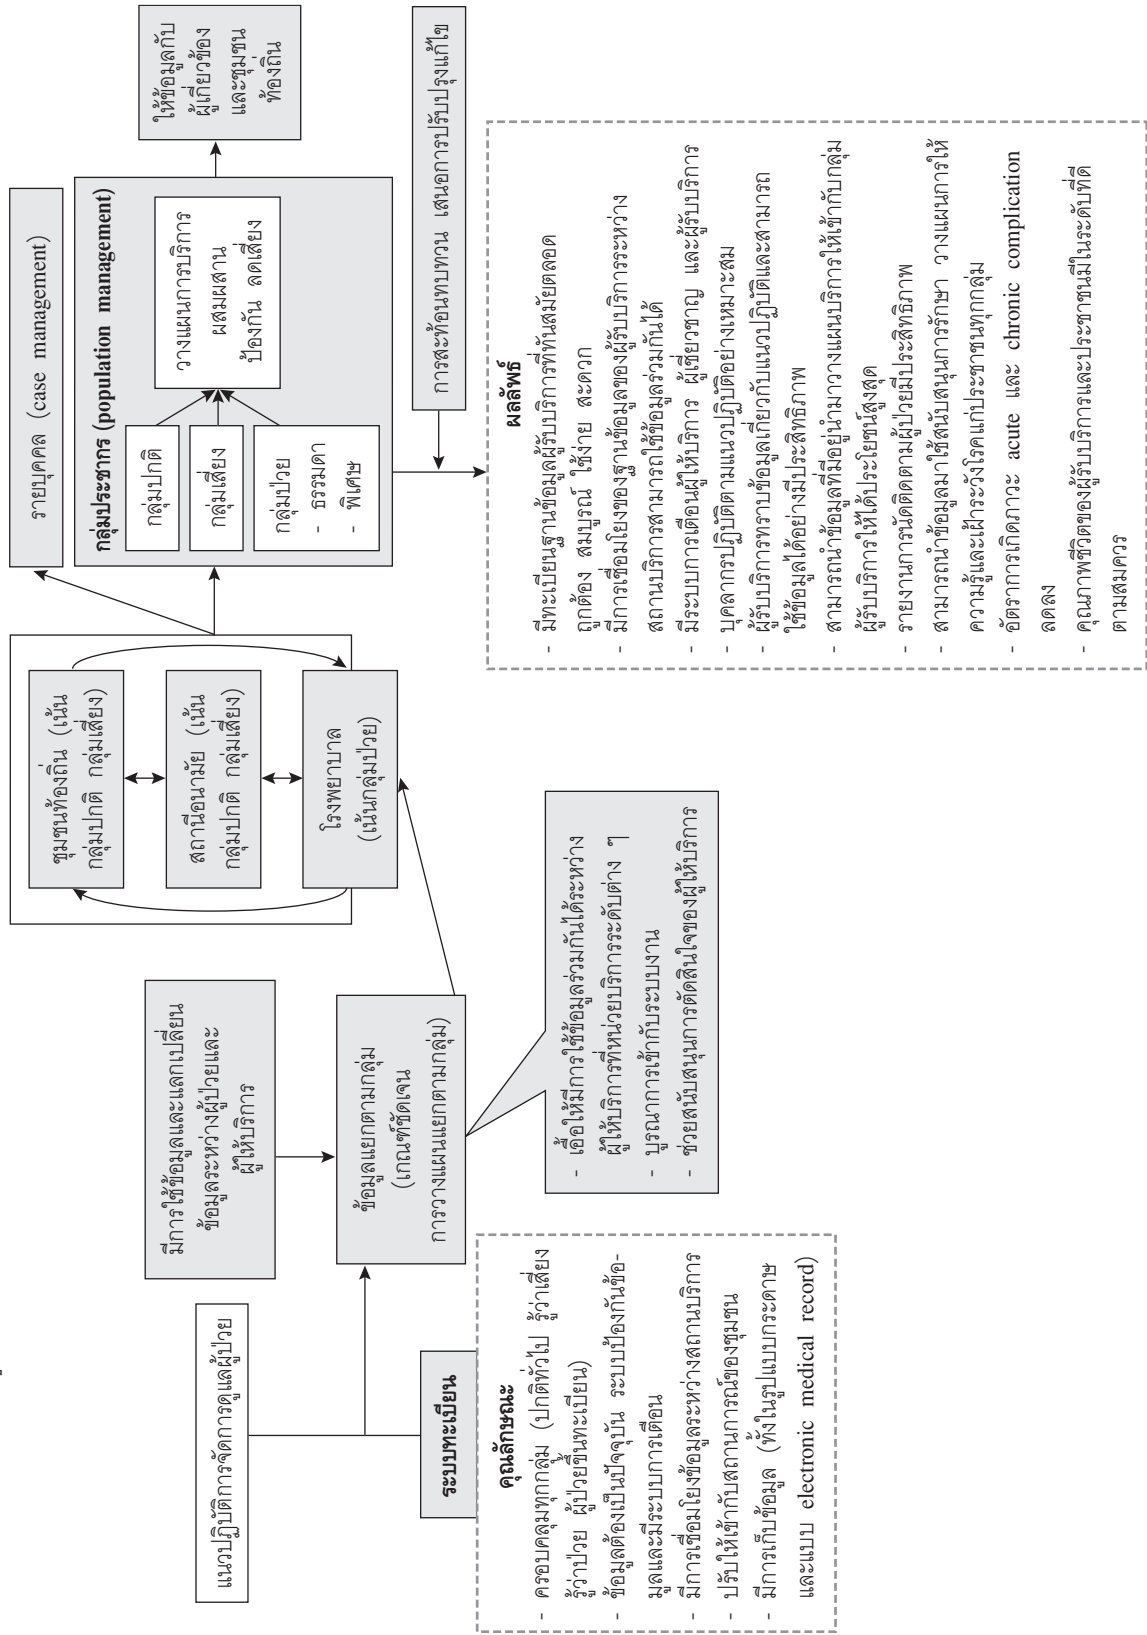 แนวปฏิบัติการจัดการดูแลผู้ป่วย
ระบบทะเบียน
คุณลักษณะ
- ครอบคลุมทุกกลุ่ม (ปกติทั่วไป รู้ว่าเสี่ยง
รู้ว่าป่วย ผู้ป่วยขึ้นทะเบียน)
- ข้อมูลต้องเป็นปัจจุบัน ระบบป้องกันข้อ-
มูลและมีระบบการเตือน
- มีการเชื่อมโยงข้อมูลระหว่างสถานบริการ
- ปรับให้เข้ากับสถานการณ์ของชุมชน
- มีการเก็บข้อมูล (ทั้งในรูปแบบกระดาษ
และแบบ electronic medical record)
มีการใช้ข้อมูลและแลกเปลี่ยน
ข้อมูลระหว่างผู้ป่วยและ
ผู้ให้บริการ
ข้อมูลแยกตามกลุ่ม
(เกณฑ์ชัดเจน
การวางแผนแยกตามกลุ่ม)
- เอื้อให้มีการใช้ข้อมูลร่วมกันได้ระหว่าง
ผู้ให้บริการที่หน่วยบริการระดับต่าง ๆ
- บูรณาการเข้ากับระบบงาน
- ช่วยสนับสนุนการตัดสินใจของผู้ให้บริการ
ชุมชนท้องถิ่น (เน้น
กลุ่มปกติ กลุ่มเสี่ยง)
สถานีอนามัย (เน้น
กลุ่มปกติ กลุ่มเสี่ยง)
โรงพยาบาล
(เน้นกลุ่มป่วย)
รายบุคคล (case management)
กลุ่มประชากร (population management)
กลุ่มปกติ
กลุ่มเสี่ยง
กลุ่มป่วย
- ธรรมดา
- พิเศษ
วางแผนการบริการ
ผสมผสาน
ป้องกัน ลดเสี่ยง
ให้ข้อมูลกับ
ผู้เกี่ยวข้อง
และชุมชน
ท้องถิ่น
การสะท้อนทบทวน เสนอการปรับปรุงแก้ไข
ผลลัพธ์
- มีทะเบียนฐานข้อมูลผู้รับบริการที่ทันสมัยตลอด
ถูกต้อง สมบูรณ์ ใช้ง่าย สะดวก
- มีการเชื่อมโยงของฐานข้อมูลของผู้รับบริการระหว่าง
สถานบริการสามารถใช้ข้อมูลร่วมกันได้
- มีระบบการเตือนผู้ให้บริการ ผู้เชี่ยวชาญ และผู้รับบริการ
- บุคลากรปฏิบัติตามแนวปฏิบัติอย่างเหมาะสม
- ผู้รับบริการทราบข้อมูลเกี่ยวกับแนวปฏิบัติและสามารถ
ใช้ข้อมูลได้อย่างมีประสิทธิภาพ
- สามารถนำข้อมูลที่มีอยู่นำมาวางแผนบริการให้เข้ากับกลุ่ม
ผู้รับบริการให้ได้ประโยชน์สูงสุด
- รายงานการนัดติดตามผู้ป่วยมีประสิทธิภาพ
- สามารถนำข้อมูลมาใช้สนับสนุนการรักษา วางแผนการให้
ความรู้และเฝ้าระวังโรคแก่ประชาชนทุกกลุ่ม
- อัตราการเกิดภาวะ acute และ chronic complication
ลดลง
- คุณภาพชีวิตของผู้รับบริการและประชาชนมีในระดับที่ดี
ตามสมควร